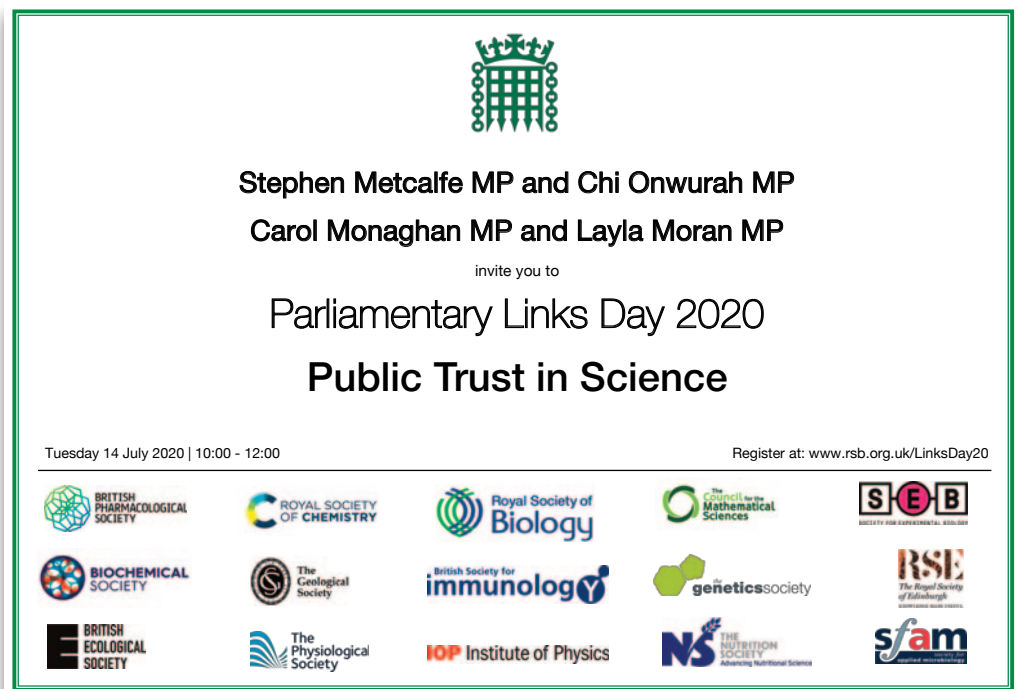 Stephen Metcalfe MP and Chi Onwurah MP
Carol Monaghan MP and Layla Moran MP
invite you to
Parliamentary Links Day 2020
Public Trust in Science
Tuesday 14 July 2020 | 10:00 - 12:00
Register at: www.rsb.org.uk/LinksDay20
BRITISH
PHARMACOLOGICAL
SOCIETY
ROYAL SOCIETY
OF CHEMISTRY
Royal Society of
Biology
The
Council for the
Mathematical
Sciences
SEB
SOCIETY FOR EXPERIMENTAL BIOLOGY
BIOCHEMICAL
SOCIETY
The
Geological
Society
British Society for
immunology
the
geneticssociety
RSE
The Royal Society
of Edinburgh
BRITISH
ECOLOGICAL
SOCIETY
The
Physiological
Society
IOP Institute of Physics
NS
THE
NUTRITION
SOCIETY
Advancing Nutritional Science
sfam
society for
applied microbiology